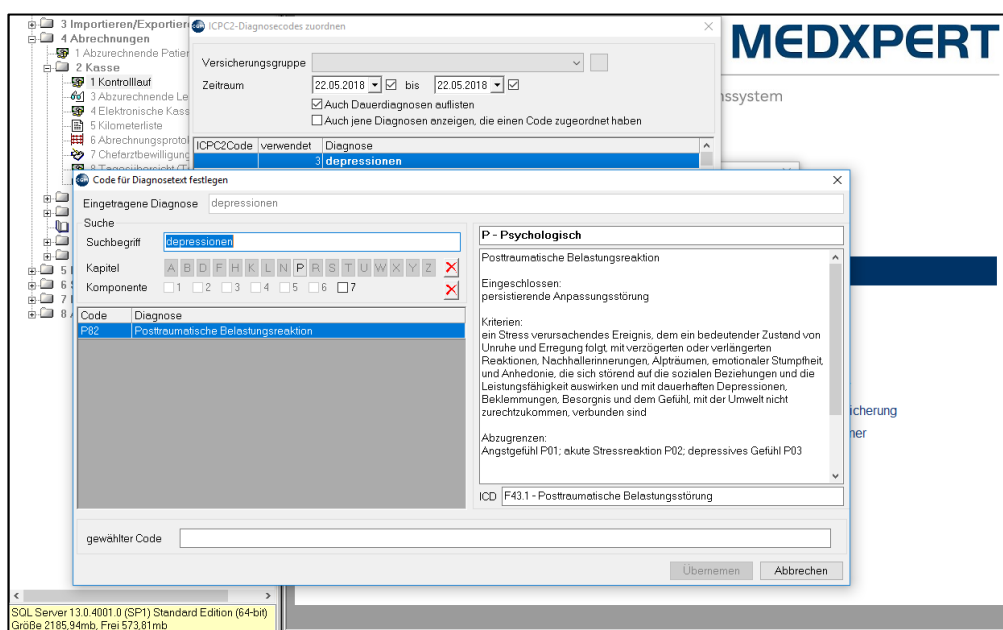 3 Importieren/Exportier
4 Abrechnungen
1 Abzurechnende Patier
2 Kasse
1 Kontrolllauf
3 Abzurechnende Le
4 Elektronische Kass
5 Kilometerliste
6 Abrechnungsprotol
7 Chefarztbewilligung
8 Tagesübersicht (T
5
6
7
8
SQL Server 13.0.4001.0 (SP1) Standard Edition (64-bit)
Größe 2185,94mb, Frei 573,81mb
MEDXPERT
ssystem
icherung
ner
ICPC2-Diagnosecodes zuordnen
Versicherungsgruppe
Zeitraum 22.05.2018 bis 22.05.2018
Auch Dauerdiagnosen auflisten
Auch jene Diagnosen anzeigen, die einen Code zugeordnet haben
ICPC2Code verwendet Diagnose
3 depressionen
Code für Diagnosetext festlegen
Eingetragene Diagnose depressionen
Suche
Suchbegriff depressionen
Kapitel A B D F H K L N P R S T U W X Y Z
Komponente 1 2 3 4 5 6 7
Code Diagnose
P82 Posttraumatische Belastungsreaktion
P - Psychologisch
Posttraumatische Belastungsreaktion
Eingeschlossen:
persistierende Anpassungsstörung
Kriterien:
ein Stress verursachendes Ereignis, dem ein bedeutender Zustand von
Unruhe und Erregung folgt, mit verzögerten oder verlängerten
Reaktionen, Nachhallerinnerungen, Alpträumen, emotionaler Stumpfheit,
und Anhedonie, die sich störend auf die sozialen Beziehungen und die
Leistungsfähigkeit auswirken und mit dauerhaften Depressionen,
Beklemmungen, Besorgnis und dem Gefühl, mit der Umwelt nicht
zurechtzukommen, verbunden sind
Abzugrenzen:
Angstgefühl P01; akute Stressreaktion P02; depressives Gefühl P03
ICD F43.1 - Posttraumatische Belastungsstörung
gewählter Code
Übernemen Abbrechen